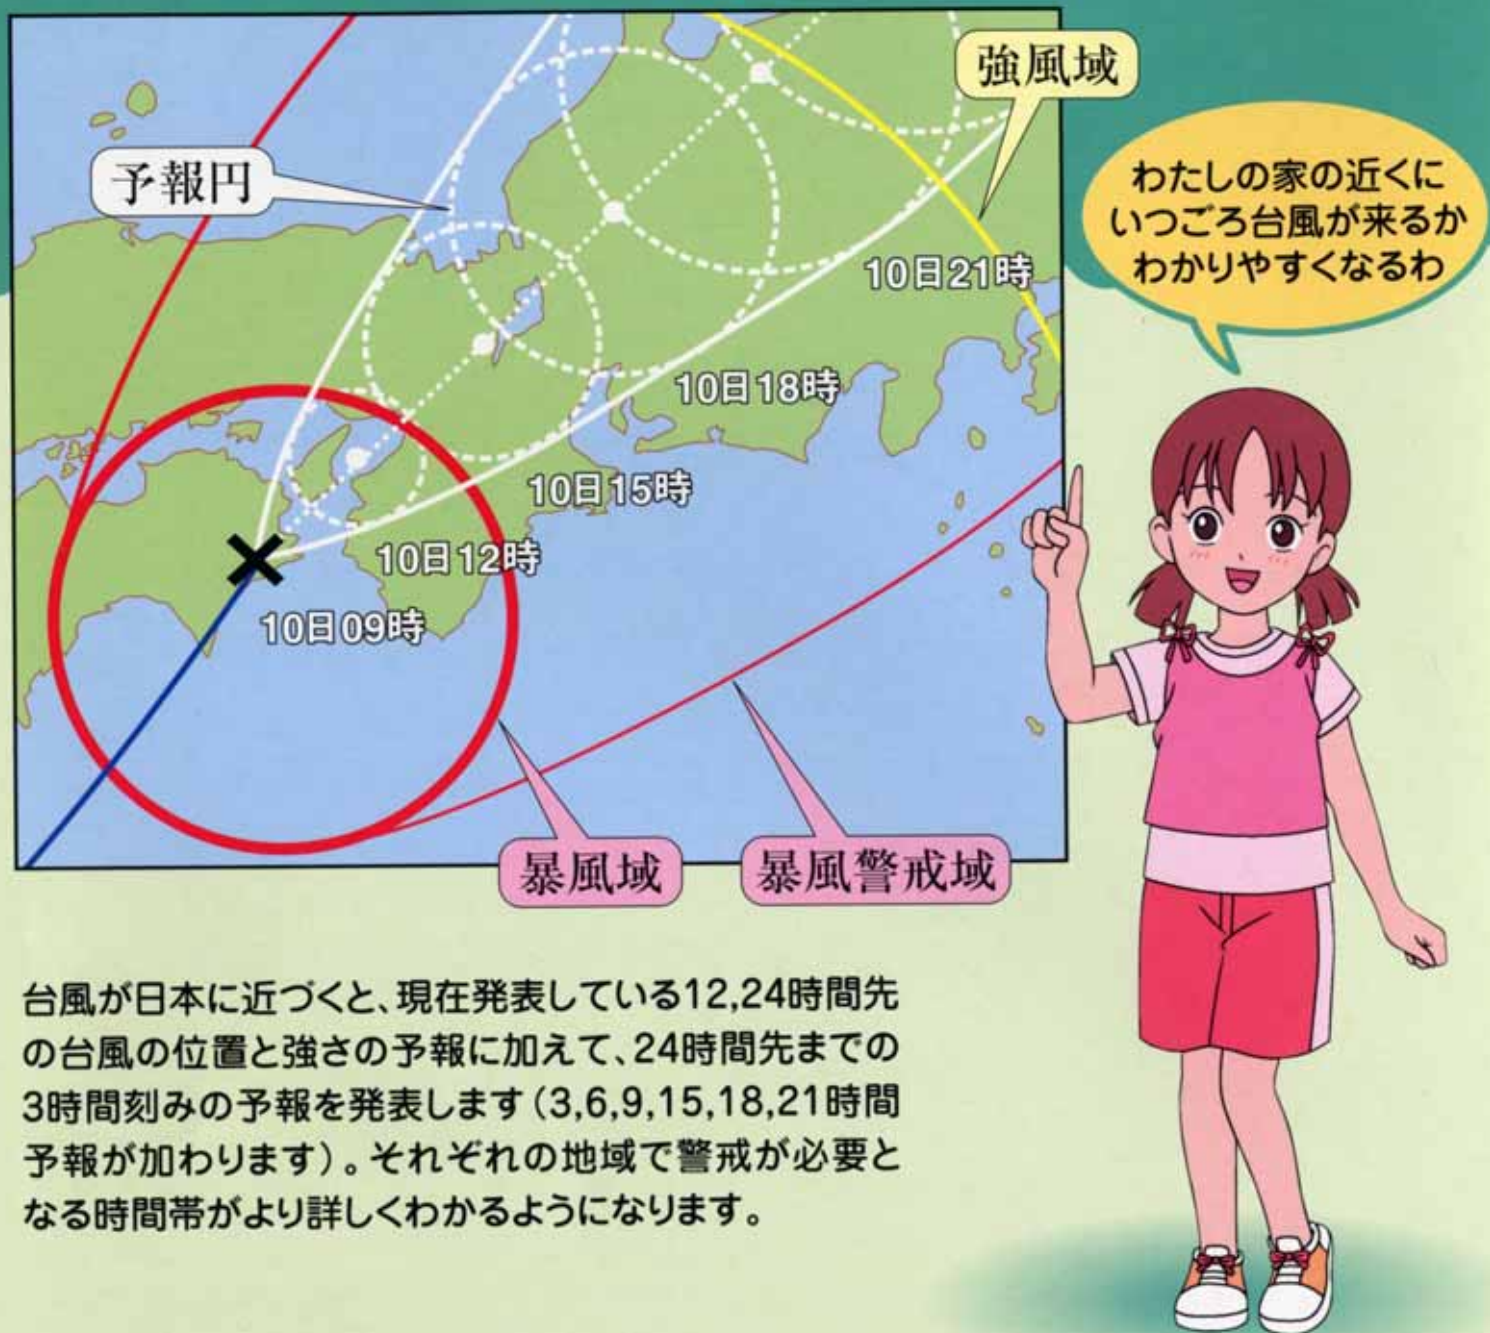 強風域
予報円
わたしの家の近くに
いつごろ台風が来るか
わかりやすくなるわ
10日21時
10日18時
10日15時
10日12時
10日09時
暴風域
暴風警戒域
台風が日本に近づくと、現在発表している12,24時間先
の台風の位置と強さの予報に加えて、24時間先までの
3時間刻みの予報を発表します（3,6,9,15,18,21時間
予報が加わります）。それぞれの地域で警戒が必要と
なる時間帯がより詳しくわかるようになります。